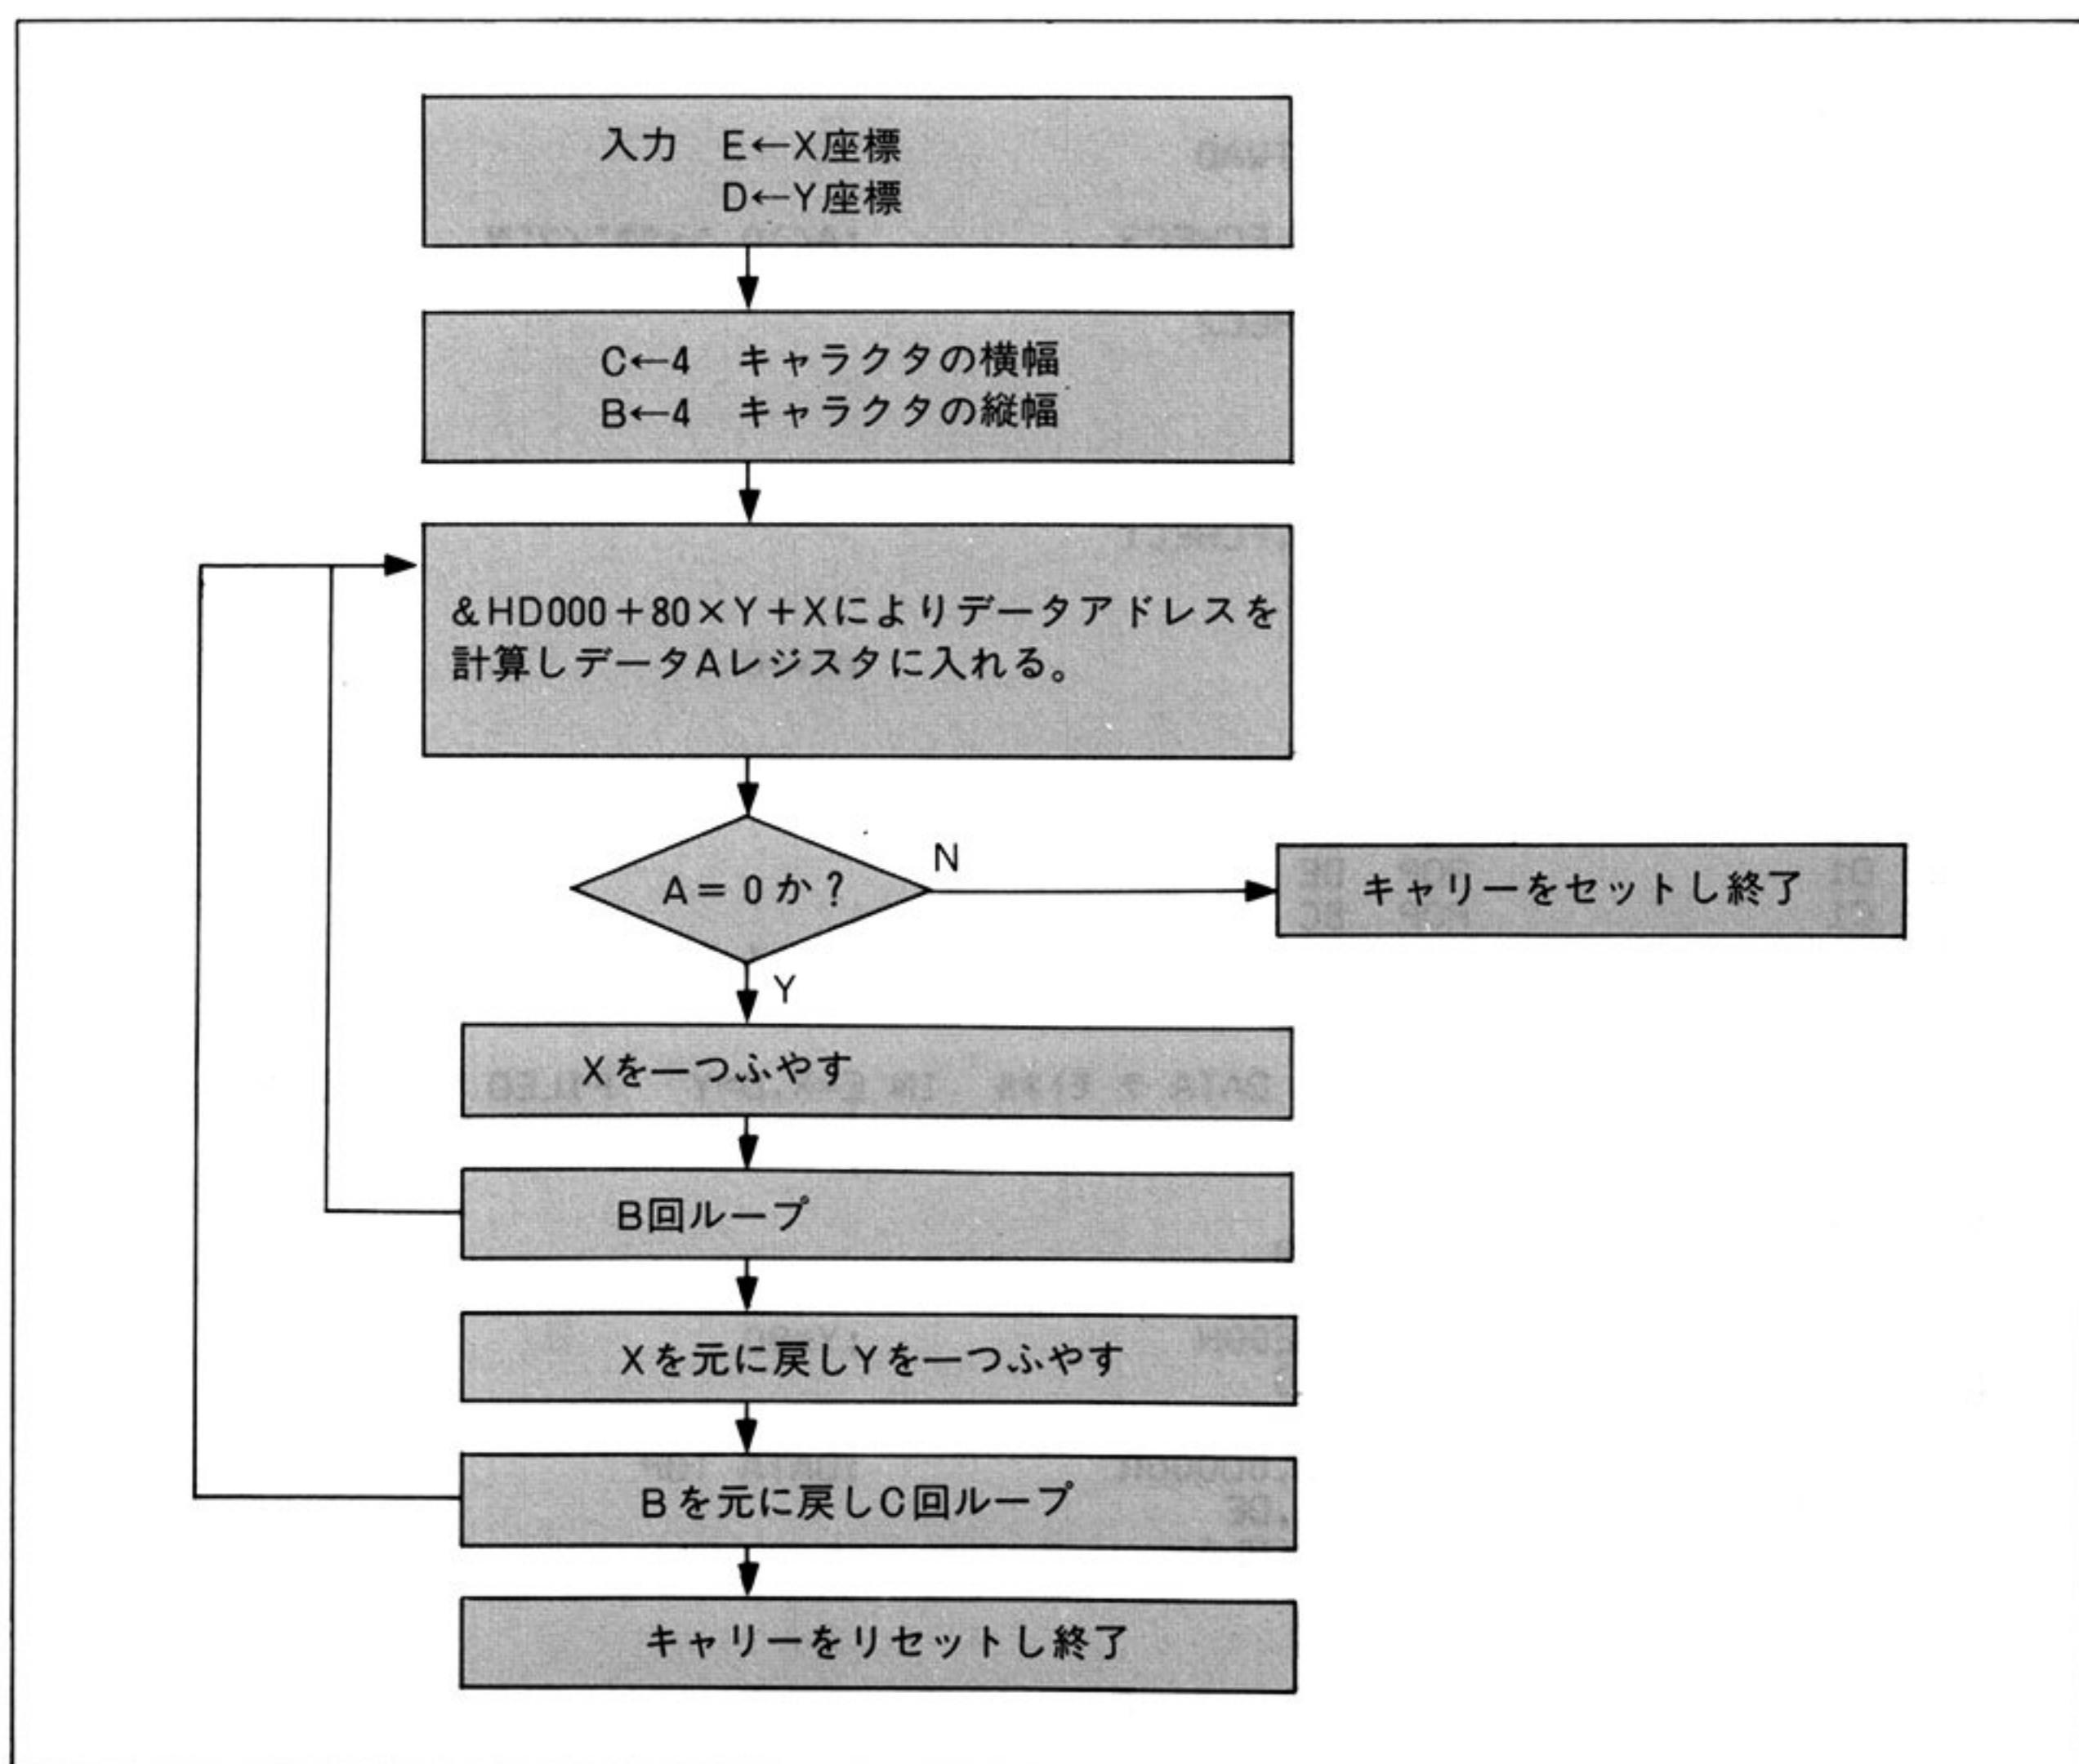 入力 E←X座標
D←Y座標
C←4 キャラクタの横幅
B←4 キャラクタの縦幅
&HD000+80×Y+Xによりデータアドレスを
計算しデータAレジスタに入れる。
A=0か?
N
キャリーをセットし終了
Y
Xを一つふやす
B回ループ
Xを元に戻しYを一つふやす
Bを元に戻しC回ループ
キャリーをリセットし終了